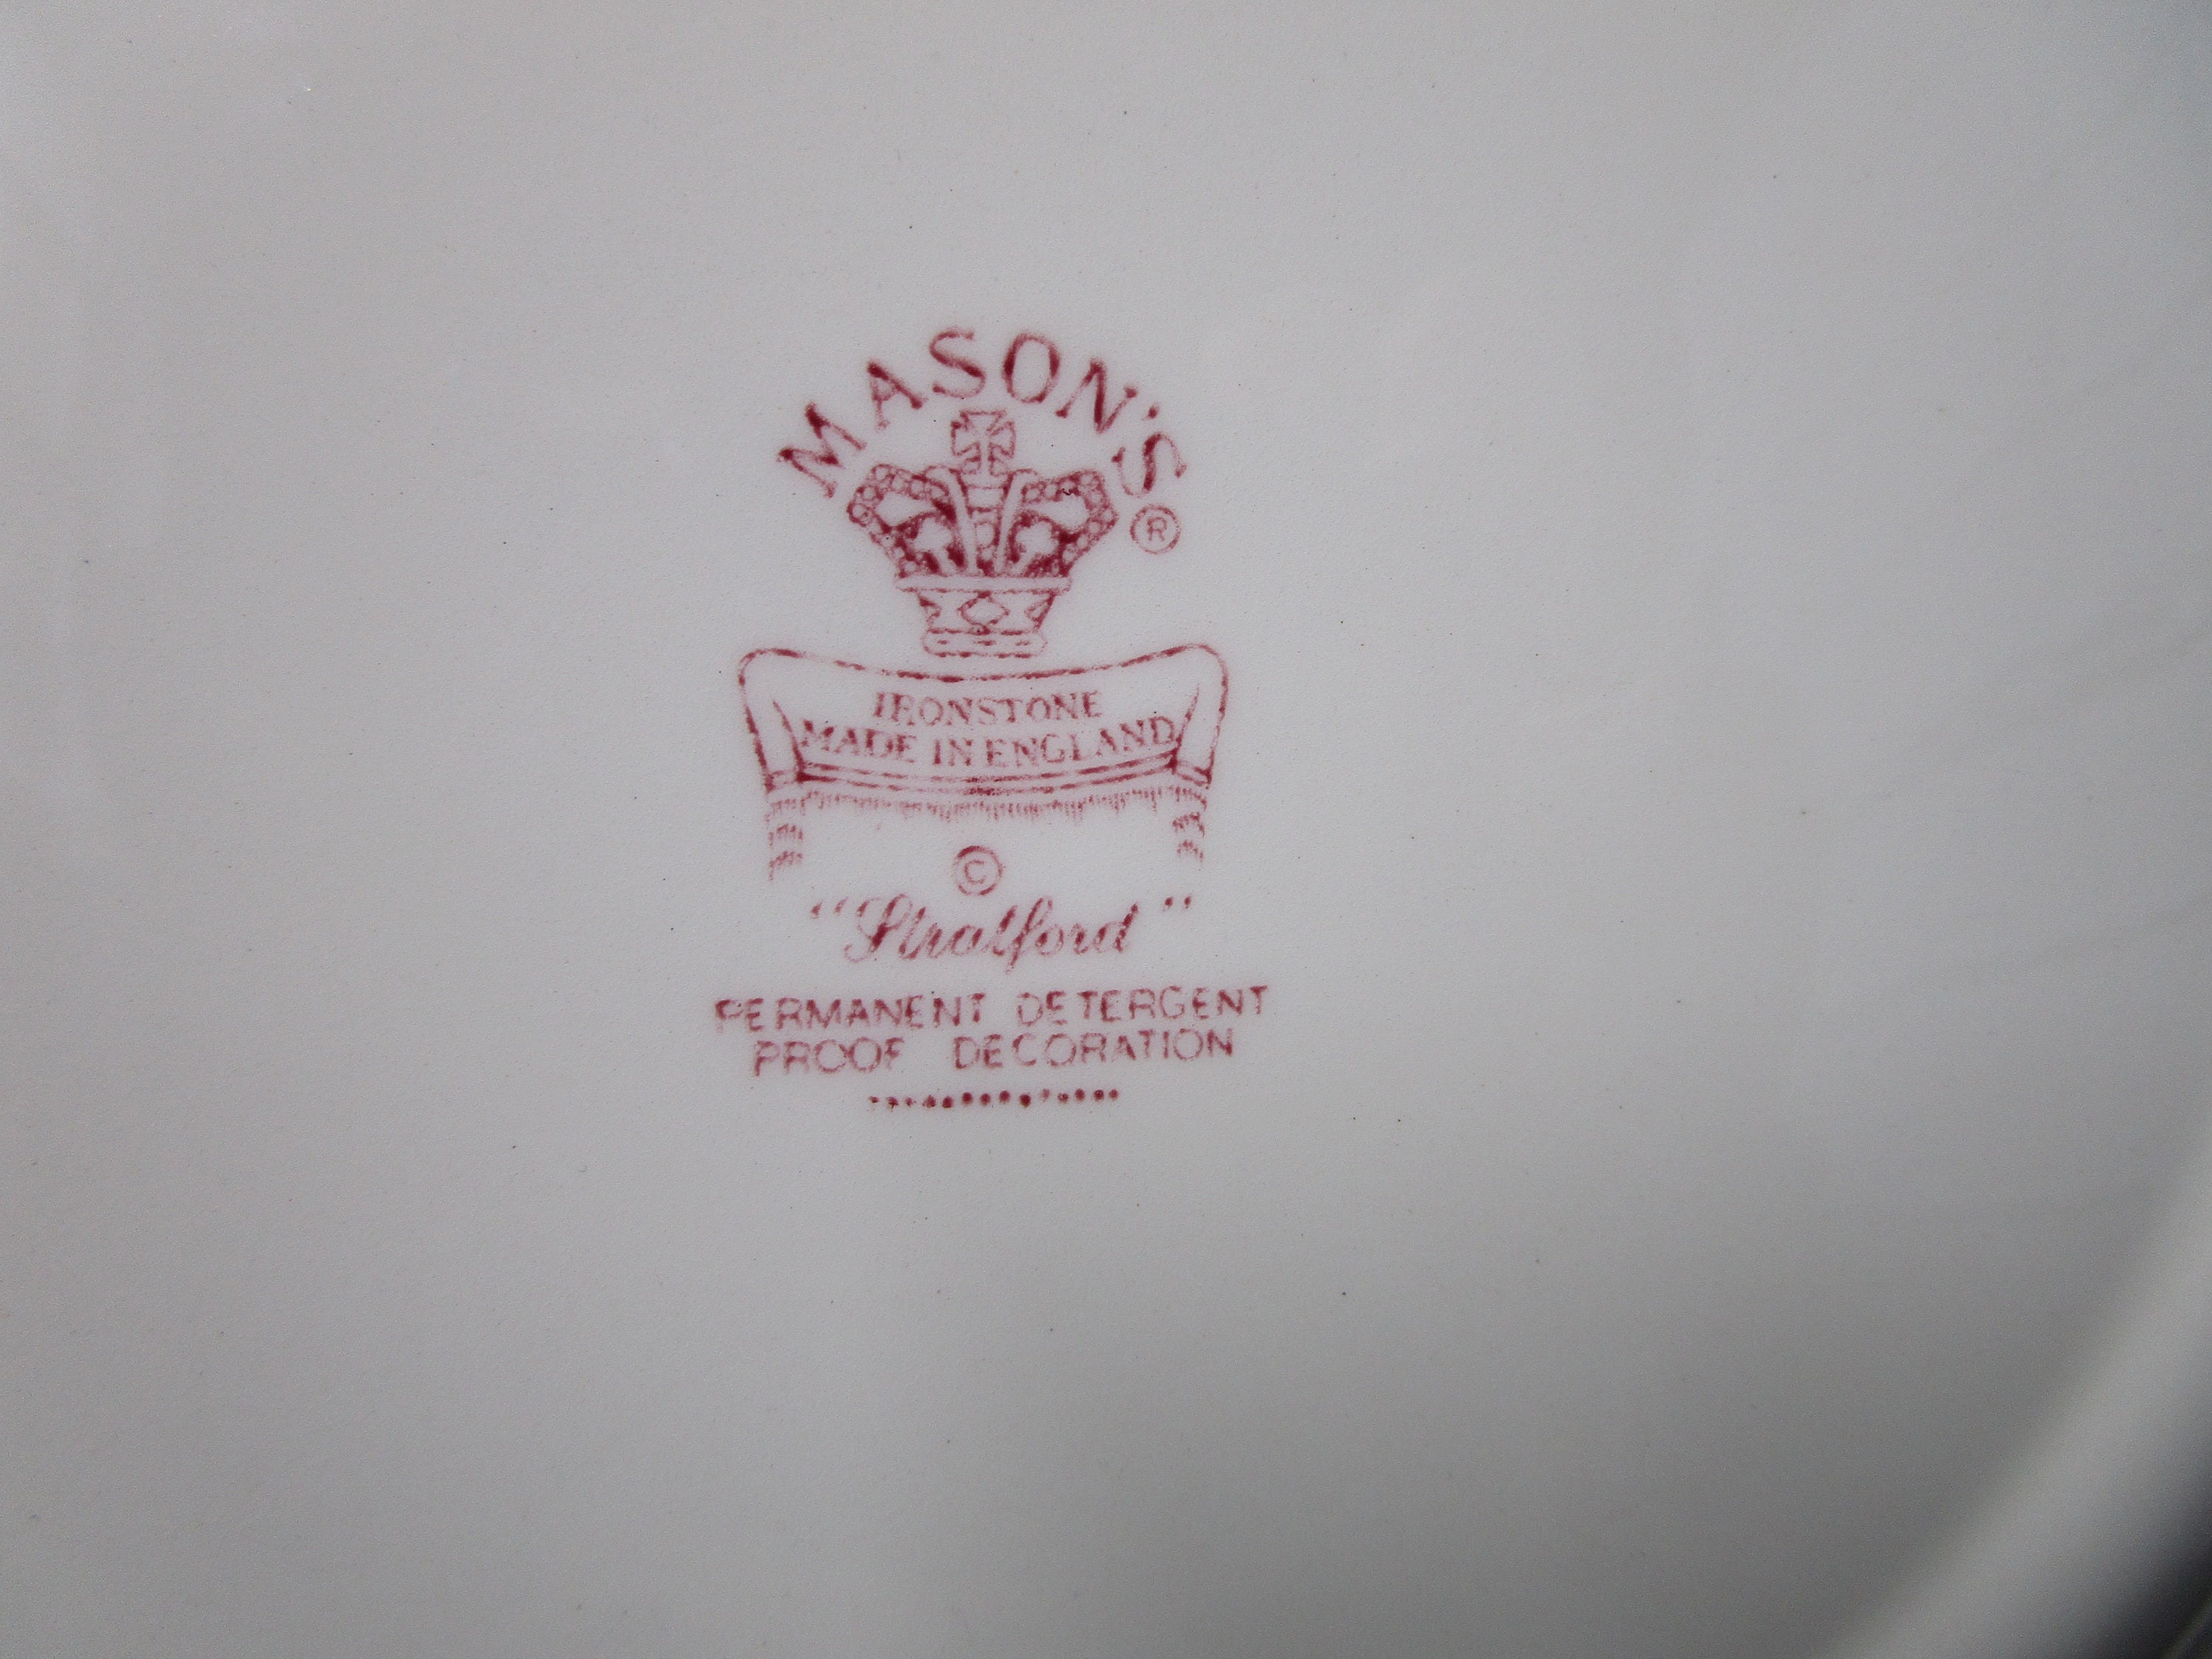 MASON'S
®
IRONSTONE
MADE IN ENGLAND
©
"Stratford"
PERMANENT DETERGENT
PROOF DECORATION